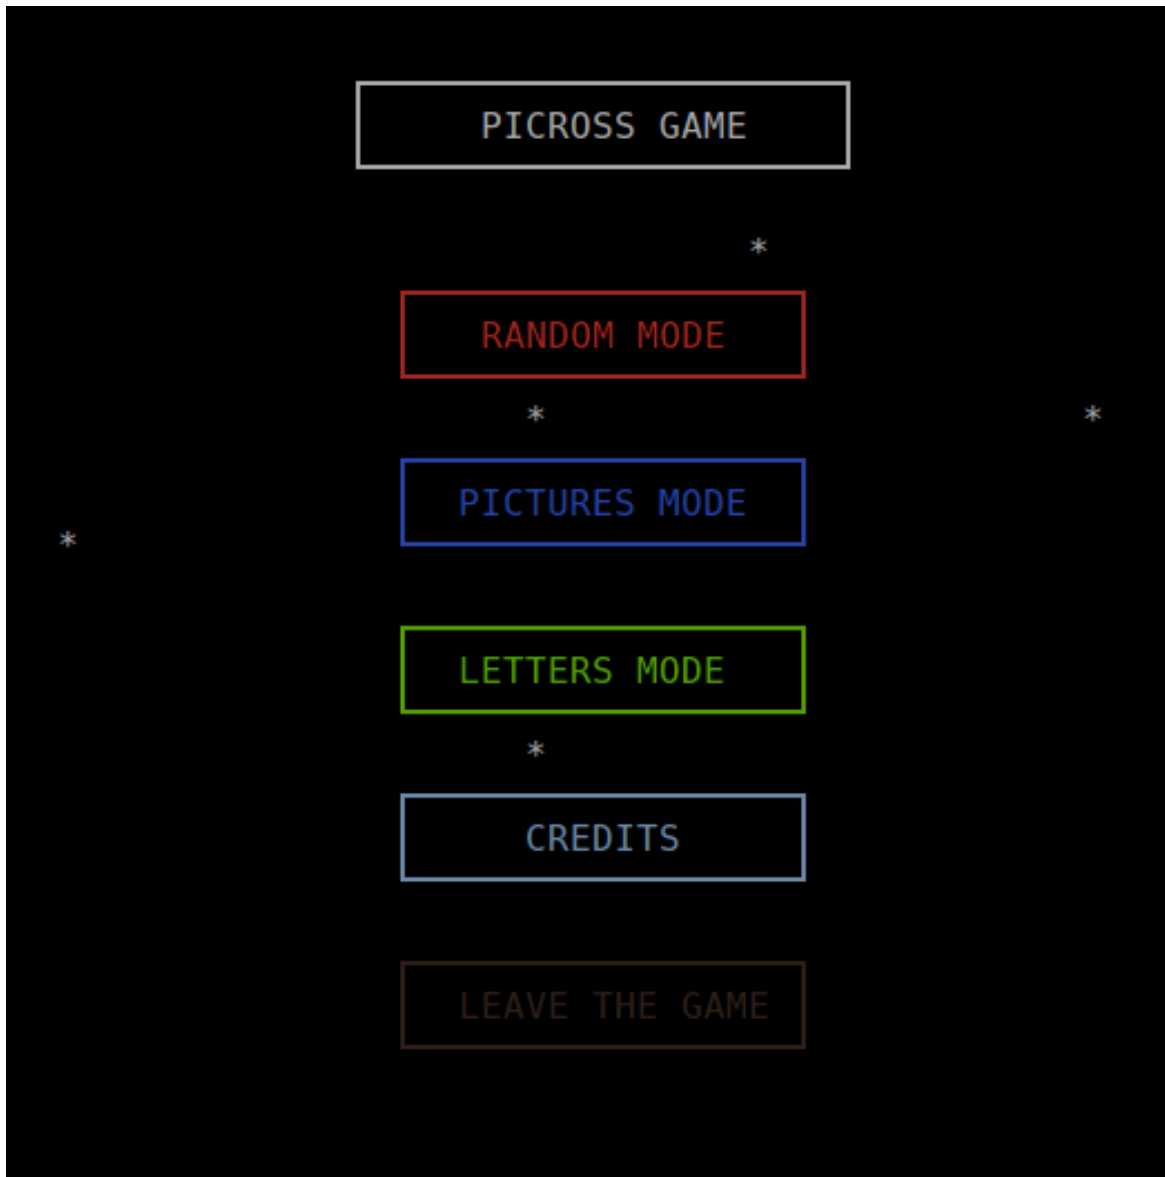 PICROSS GAME
*
RANDOM MODE
* *
PICTURES MODE
*
LETTERS MODE
*
CREDITS
LEAVE THE GAME